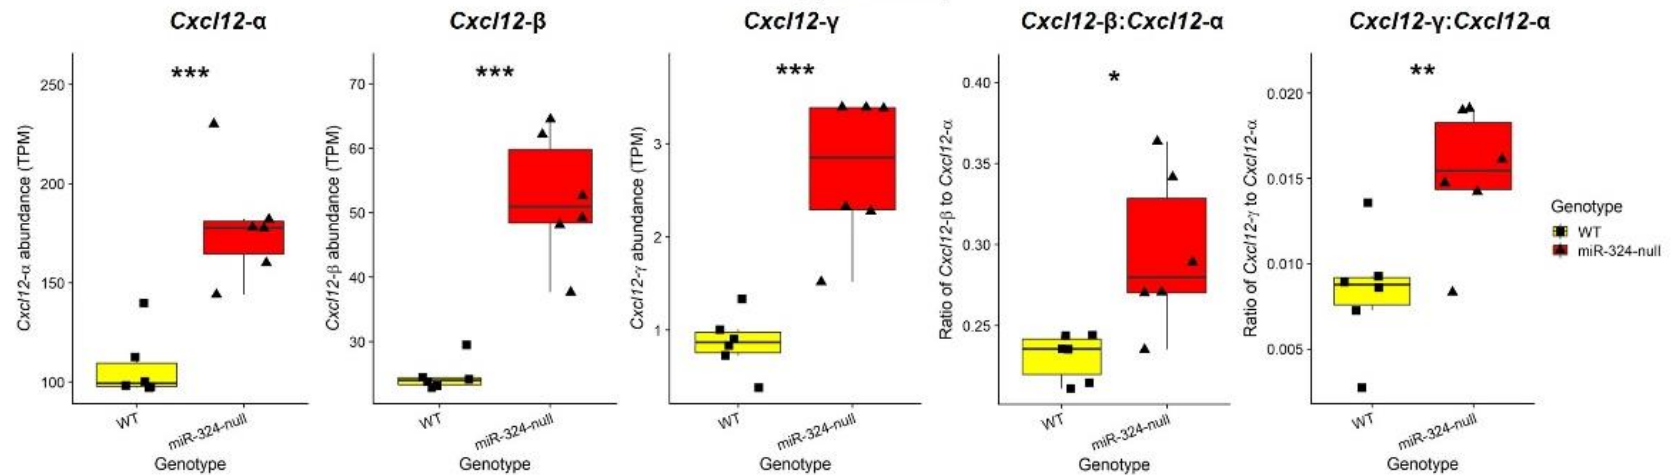 Cxcl12-α
***
Cxcl12-α abundance (TPM)
250
200
150
100
WT
miR-324-null
Genotype
Cxcl12-β
***
Cxcl12-β abundance (TPM)
70
60
50
40
30
WT
miR-324-null
Genotype
Cxcl12-γ
***
Cxcl12-γ abundance (TPM)
3
2
1
WT
miR-324-null
Genotype
Cxcl12-β:Cxcl12-α
*
Ratio of Cxcl12-β to Cxcl12-α
0.40
0.35
0.30
0.25
WT
miR-324-null
Genotype
Cxcl12-γ:Cxcl12-α
**
Ratio of Cxcl12-γ to Cxcl12-α
0.020
0.015
0.010
0.005
WT
miR-324-null
Genotype
Genotype
WT
miR-324-null